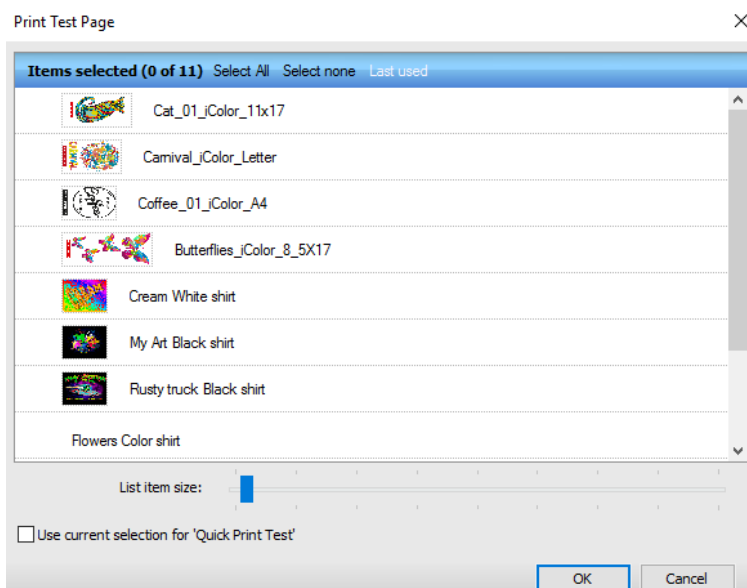 Print Test Page
Items selected (0 of 11) Select All Select none Last used
Cat_01_iColor_11x17
Carnival_iColor_Letter
Coffee_01_iColor_A4
Butterflies_iColor_8_5X17
Cream White shirt
My Art Black shirt
Rusty truck Black shirt
Flowers Color shirt
List item size:
Use current selection for 'Quick Print Test'
OK Cancel